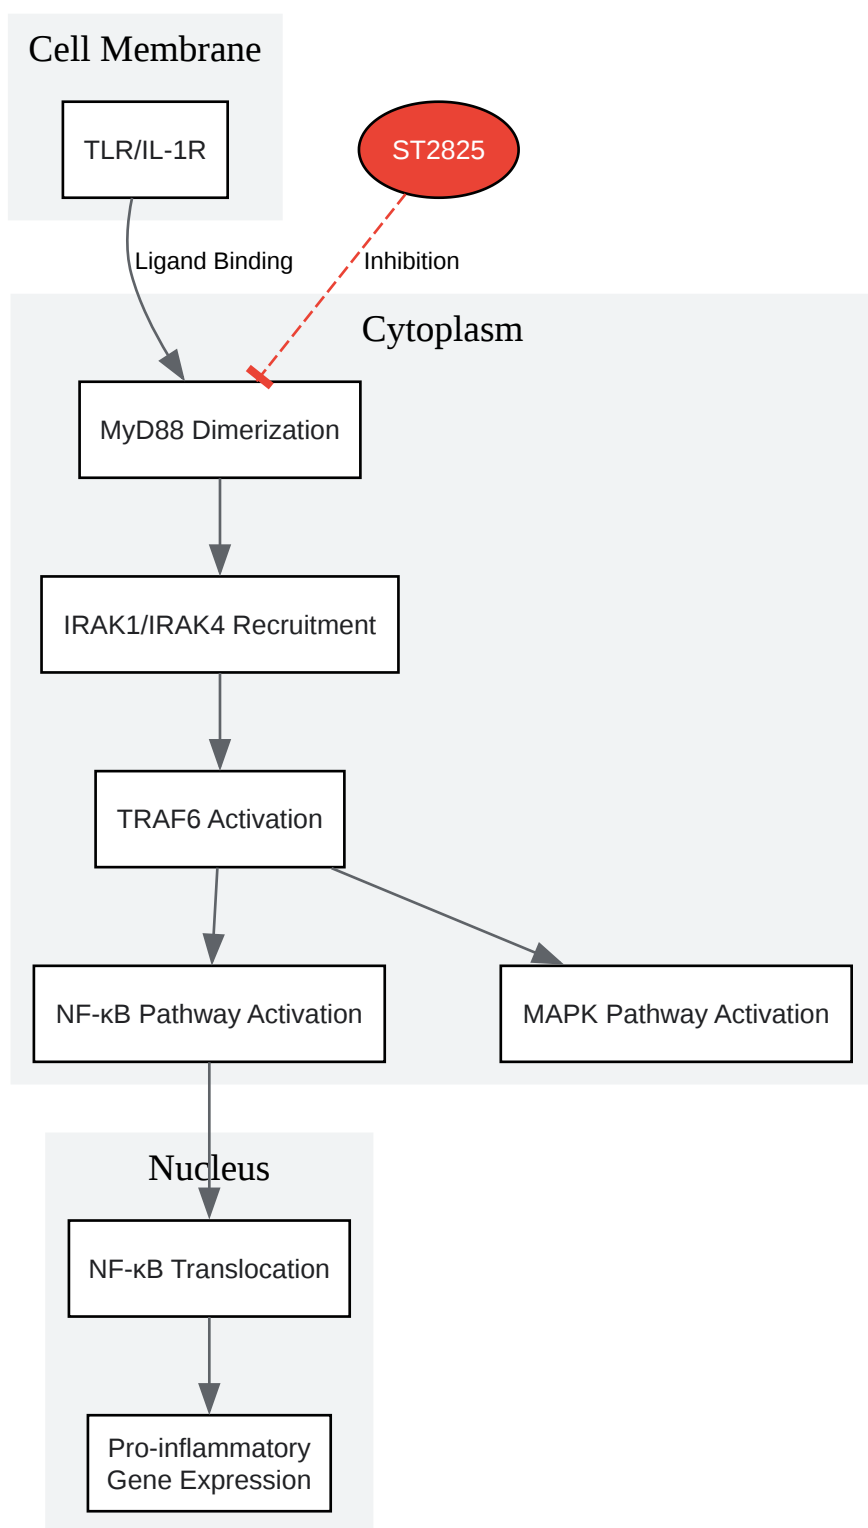 Cell Membrane
TLR/IL-1R
ST2825
Ligand Binding
Inhibition
Cytoplasm
MyD88 Dimerization
IRAK1/IRAK4 Recruitment
TRAF6 Activation
NF-κB Pathway Activation
MAPK Pathway Activation
Nucleus
NF-κB Translocation
Pro-inflammatory
Gene Expression